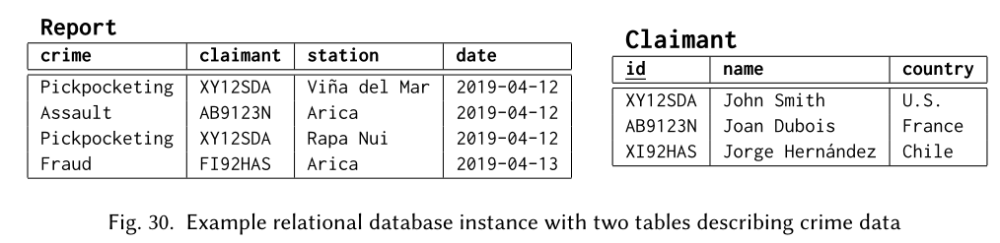 Report
crime claimant station date
Pickpocketing XY12SDA Viña del Mar 2019-04-12
Assault AB9123N Arica 2019-04-12
Pickpocketing XY12SDA Rapa Nui 2019-04-12
Fraud FI92HAS Arica 2019-04-13
Claimant
id name country
XY12SDA John Smith U.S.
AB9123N Joan Dubois France
XI92HAS Jorge Hernández Chile
Fig. 30. Example relational database instance with two tables describing crime data